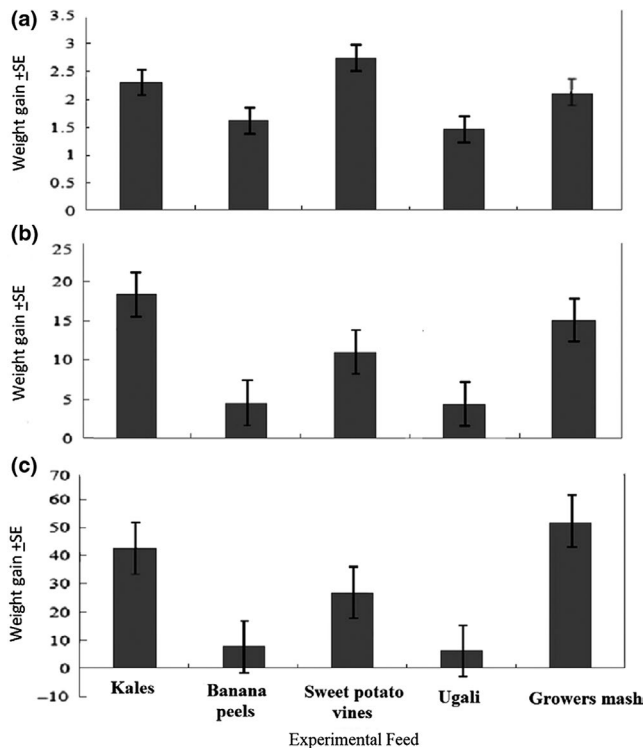 (a)
Weight gain ±SE
3.5
3
2.5
2
1.5
1
0.5
0
(b)
Weight gain ±SE
25
20
15
10
5
0
(c)
Weight gain ±SE
70
60
50
40
30
20
10
0
−10
Kales
Banana
peels
Sweet potato
vines
Ugali
Growers mash
Experimental Feed